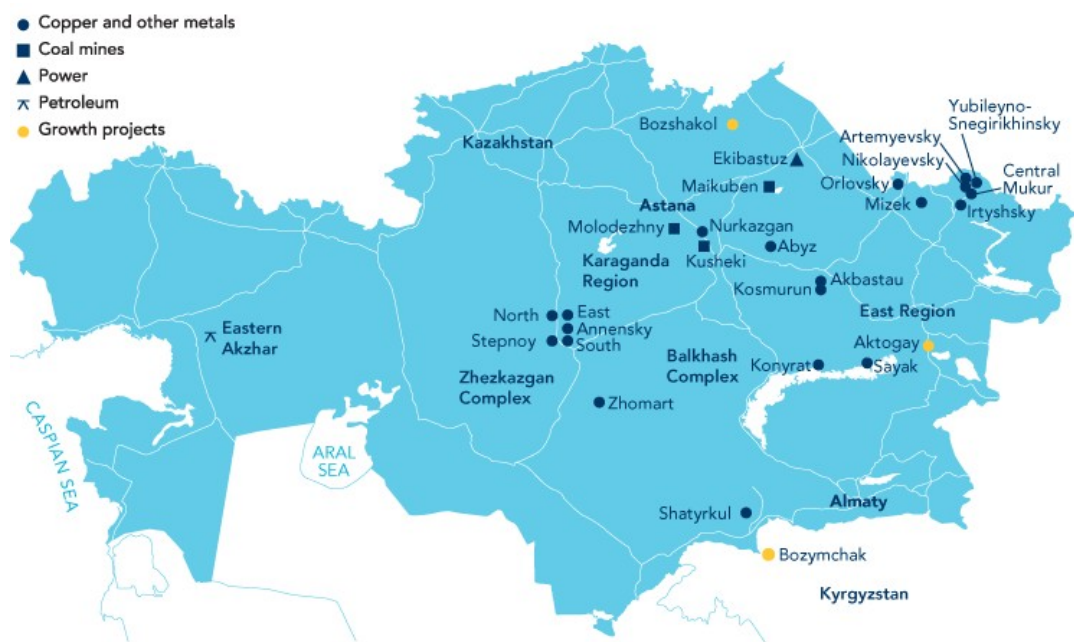 Copper and other metals
Coal mines
Power
Petroleum
Growth projects
Kazakhstan
Bozshakol
Ekibastuz
Maikuben
Astana
Molodezhny
Nurkazgan
Kusheki
Abyz
Karaganda
Region
Yubileyno-
Snegirikhinsky
Artemyevsky
Nikolayevsky
Central
Mukur
Orlovsky
Mizek
Irtyshsky
Akbastau
Kosmurun
East Region
North
East
Annensky
Stepnoy
South
Eastern
Akzhar
Zhezkazgan
Complex
Balkhash
Complex
Konyrat
Sayak
Aktogay
Zhomart
CASPIAN SEA
ARAL
SEA
Shatyrkul
Almaty
Bozymchak
Kyrgyzstan